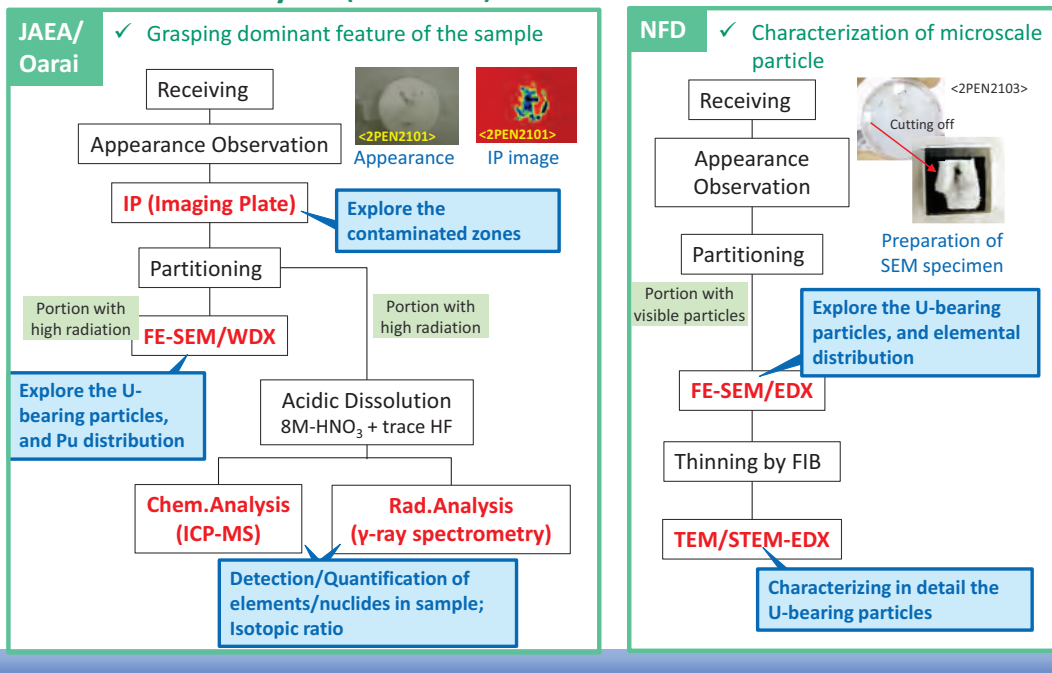 JAEA/
Oarai
✓ Grasping dominant feature of the sample
Receiving
<2PEN2101>
Appearance
<2PEN2101>
IP image
Appearance Observation
IP (Imaging Plate)
Explore the
contaminated zones
Partitioning
Portion with
high radiation
Portion with
high radiation
FE-SEM/WDX
Explore the U-
bearing particles,
and Pu distribution
Acidic Dissolution
8M-HNO₃ + trace HF
Chem.Analysis
(ICP-MS)
Rad.Analysis
(γ-ray spectrometry)
Detection/Quantification of
elements/nuclides in sample;
Isotopic ratio
NFD
✓ Characterization of microscale
particle
Receiving
<2PEN2103>
Cutting off
Appearance
Observation
Preparation of
SEM specimen
Partitioning
Portion with
visible particles
Explore the U-bearing
particles, and elemental
distribution
FE-SEM/EDX
Thinning by FIB
TEM/STEM-EDX
Characterizing in detail the
U-bearing particles